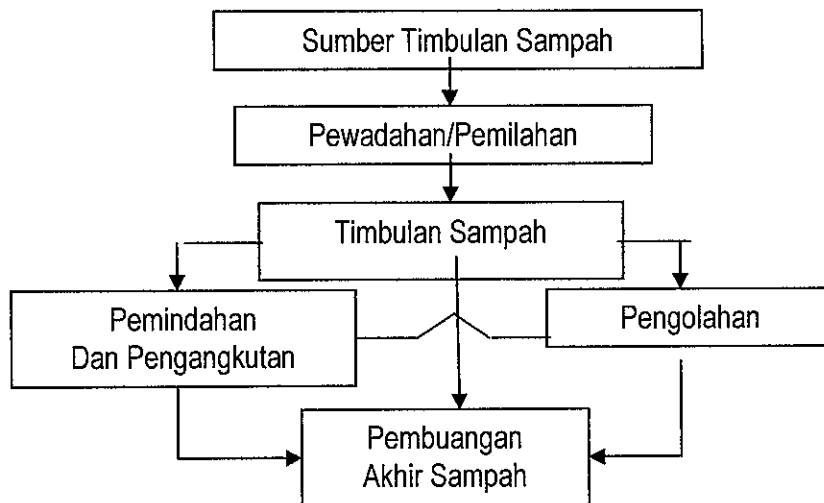 Sumber Timbulan Sampah
Pewadahan/Pemilahan
Timbulan Sampah
Pemindahan
Dan Pengangkutan
Pengolahan
Pembuangan
Akhir Sampah